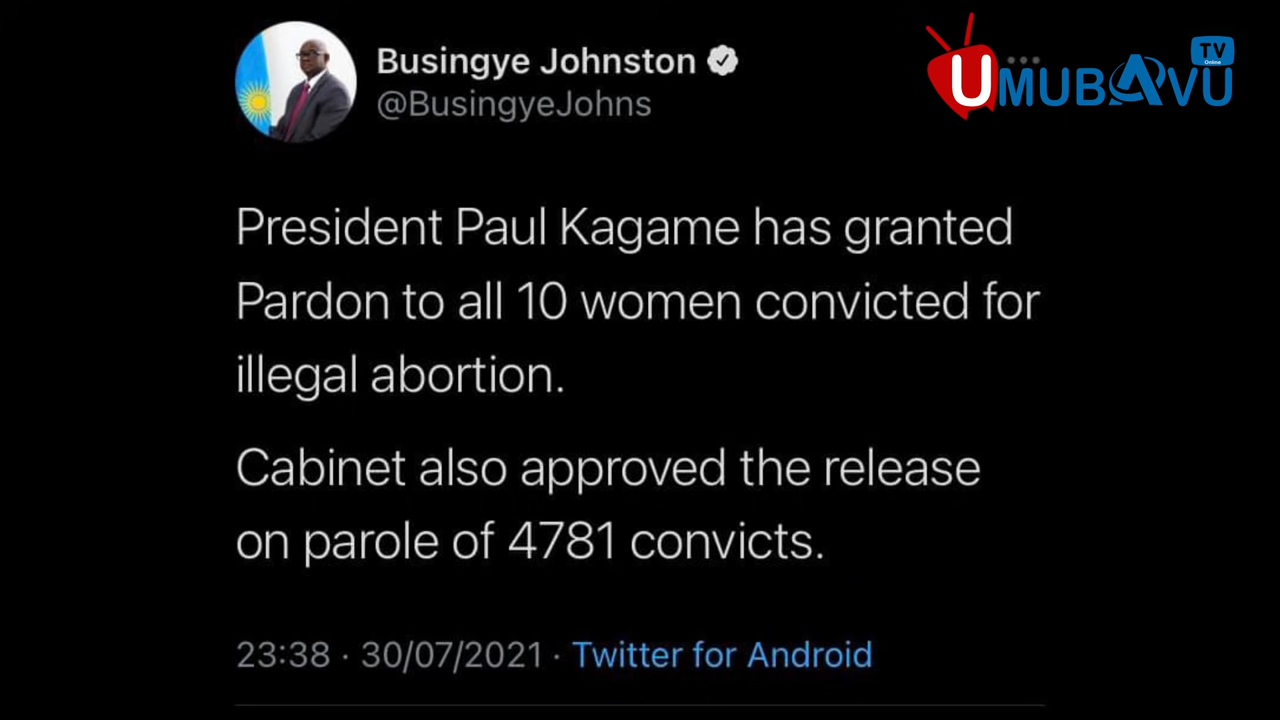 Busingye Johnston
@BusingyeJohns
UMUBAVU
TV
Online
President Paul Kagame has granted
Pardon to all 10 women convicted for
illegal abortion.
Cabinet also approved the release
on parole of 4781 convicts.
23:38 · 30/07/2021 · Twitter for Android